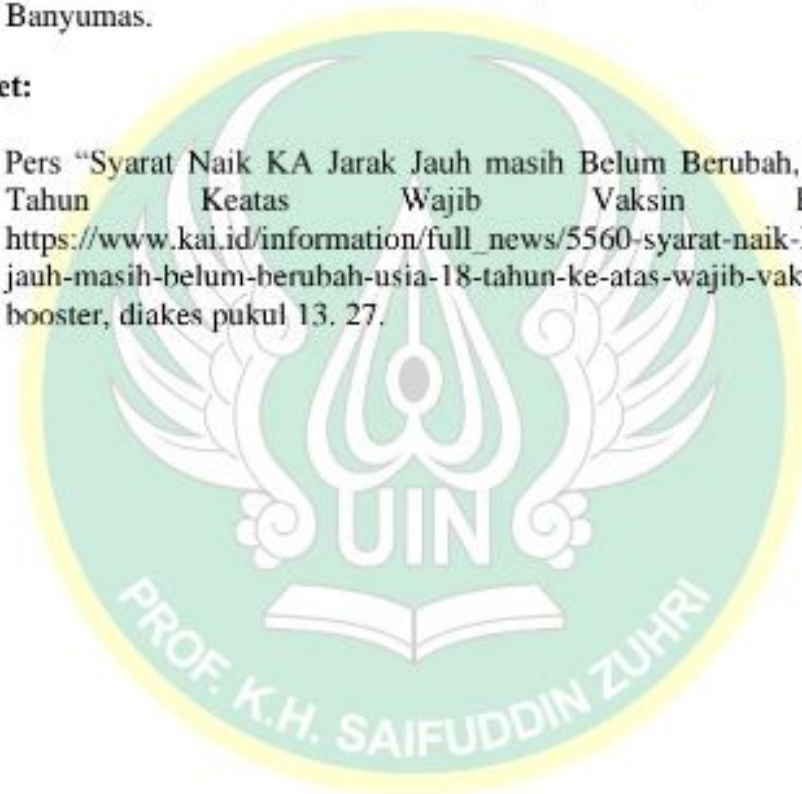 Banyumas.
et:
Pers “Syarat Naik KA Jarak Jauh masih Belum Berubah,
Tahun Keatas Wajib Vaksin
https://www.kai.id/information/full_news/5560-syarat-naik-
jauh-masih-belum-berubah-usia-18-tahun-ke-atas-wajib-vak
booster, diakes pukul 13. 27.
UIN
PROF. K.H. SAIFUDDIN ZUHRI